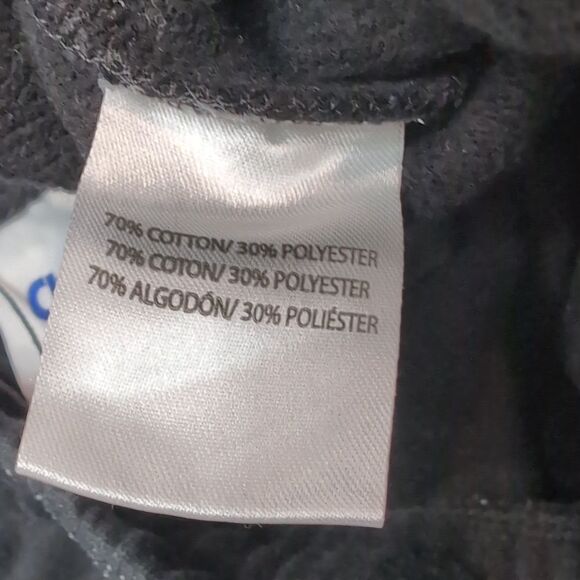 70% COTTON/ 30% POLYESTER
70% COTON/ 30% POLYESTER
70% ALGODÓN/ 30% POLIÉSTER